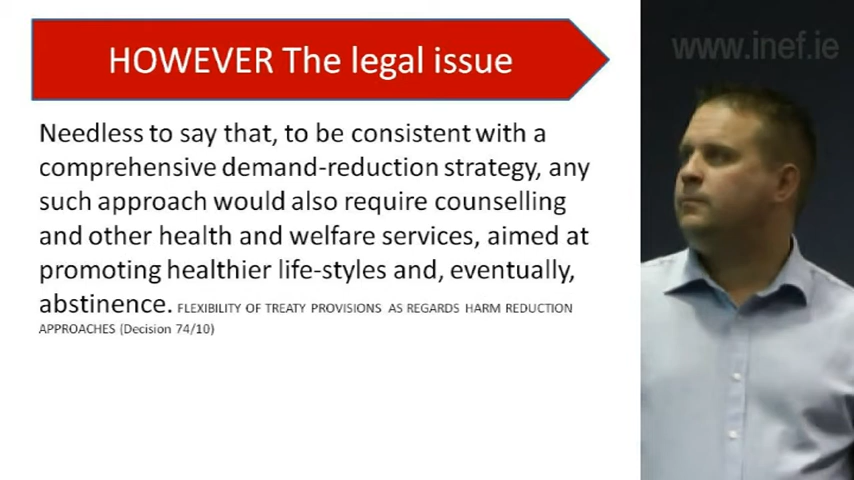 HOWEVER The legal issue
www.inef.ie
Needless to say that, to be consistent with a
comprehensive demand-reduction strategy, any
such approach would also require counselling
and other health and welfare services, aimed at
promoting healthier life-styles and, eventually,
abstinence. FLEXIBILITY OF TREATY PROVISIONS AS REGARDS HARM REDUCTION
APPROACHES (Decision 74/10)